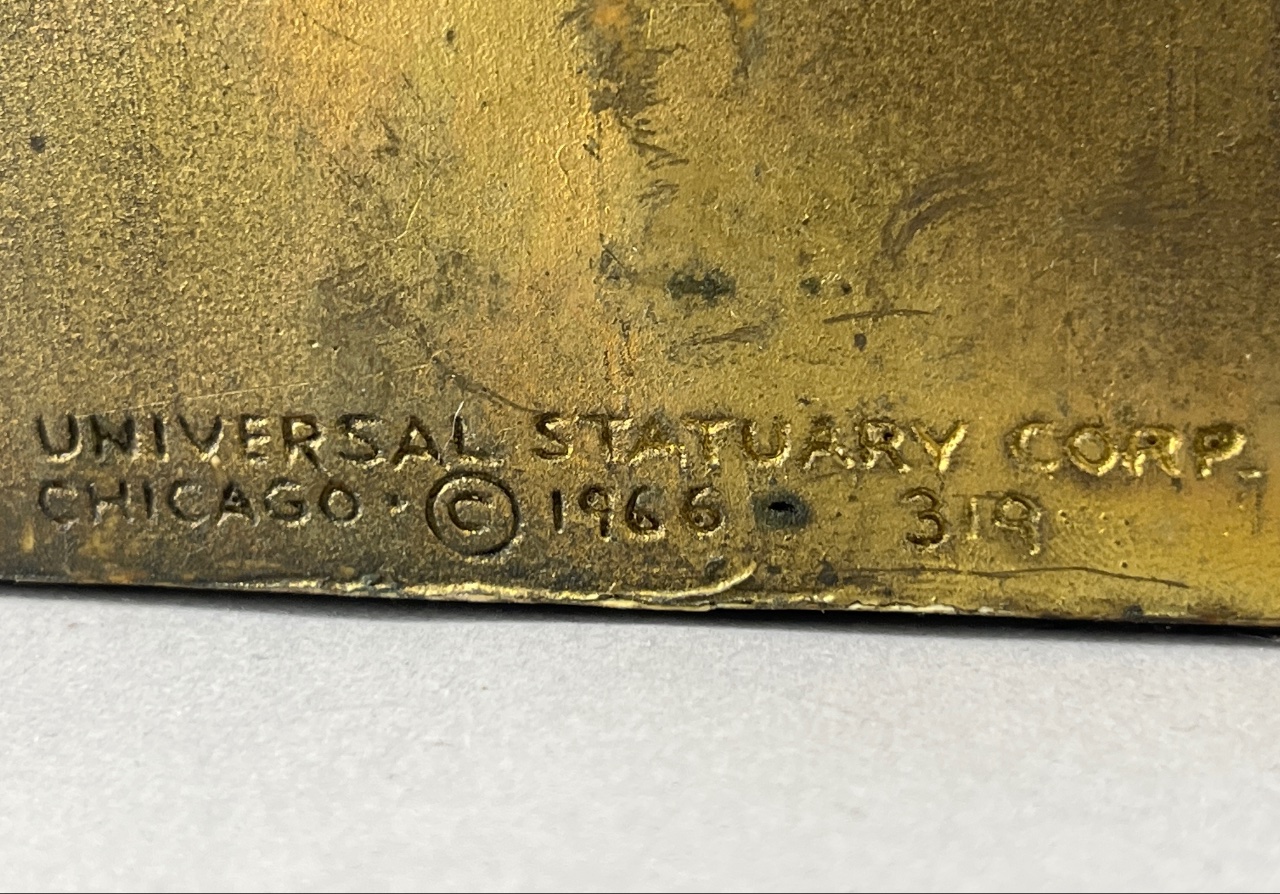 UNIVERSAL STATUARY CORP.
CHICAGO · © 1966 · 319